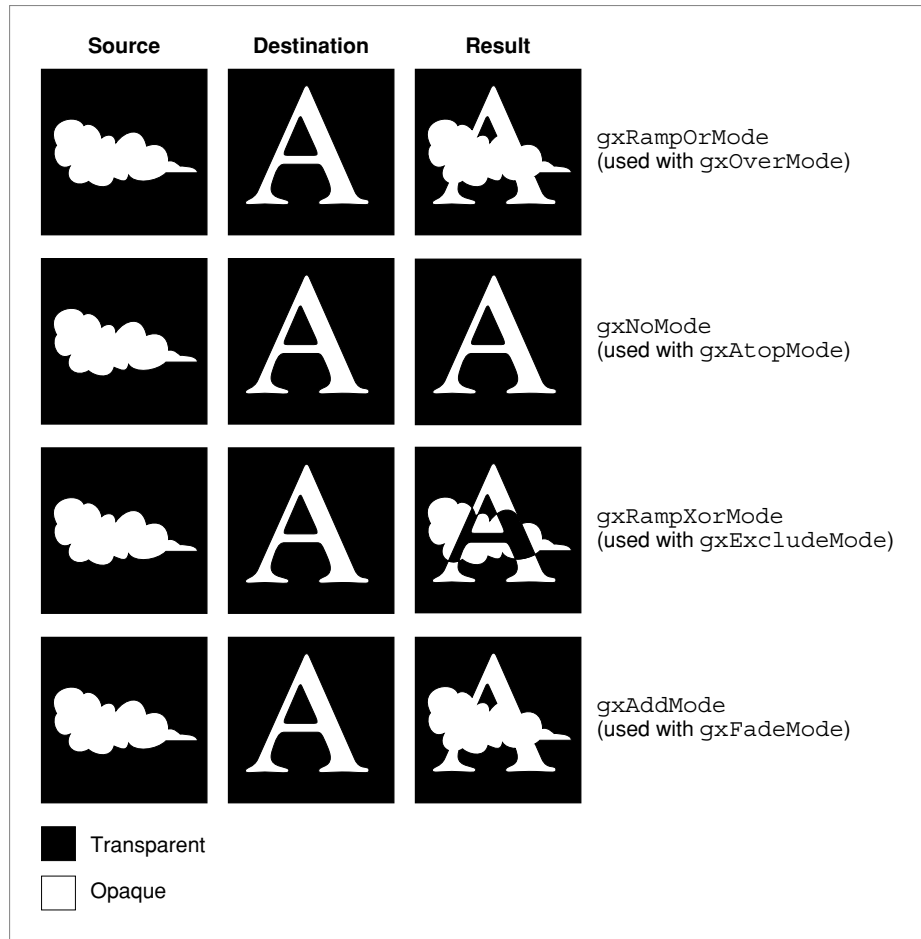 Source Destination Result
gxRampOrMode
(used with gxOverMode)
gxNoMode
(used with gxAtopMode)
gxRampXorMode
(used with gxExcludeMode)
gxAddMode
(used with gxFadeMode)
Transparent
Opaque